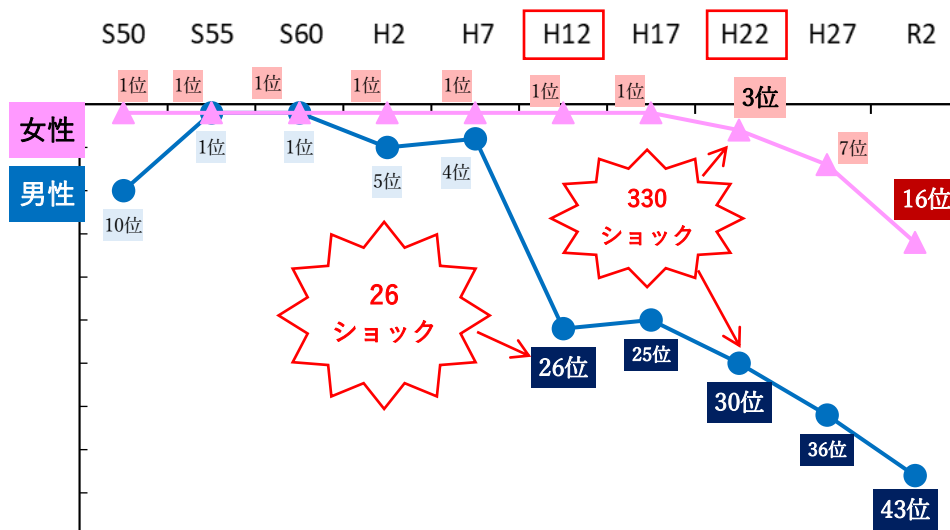 S50 S55 S60 H2 H7 H12 H17 H22 H27 R2
1位 1位 1位 1位 1位 1位 1位 3位 7位 16位
女性
男性
10位 1位 1位 5位 4位 26位 25位 30位 36位 43位
26
ショック
330
ショック